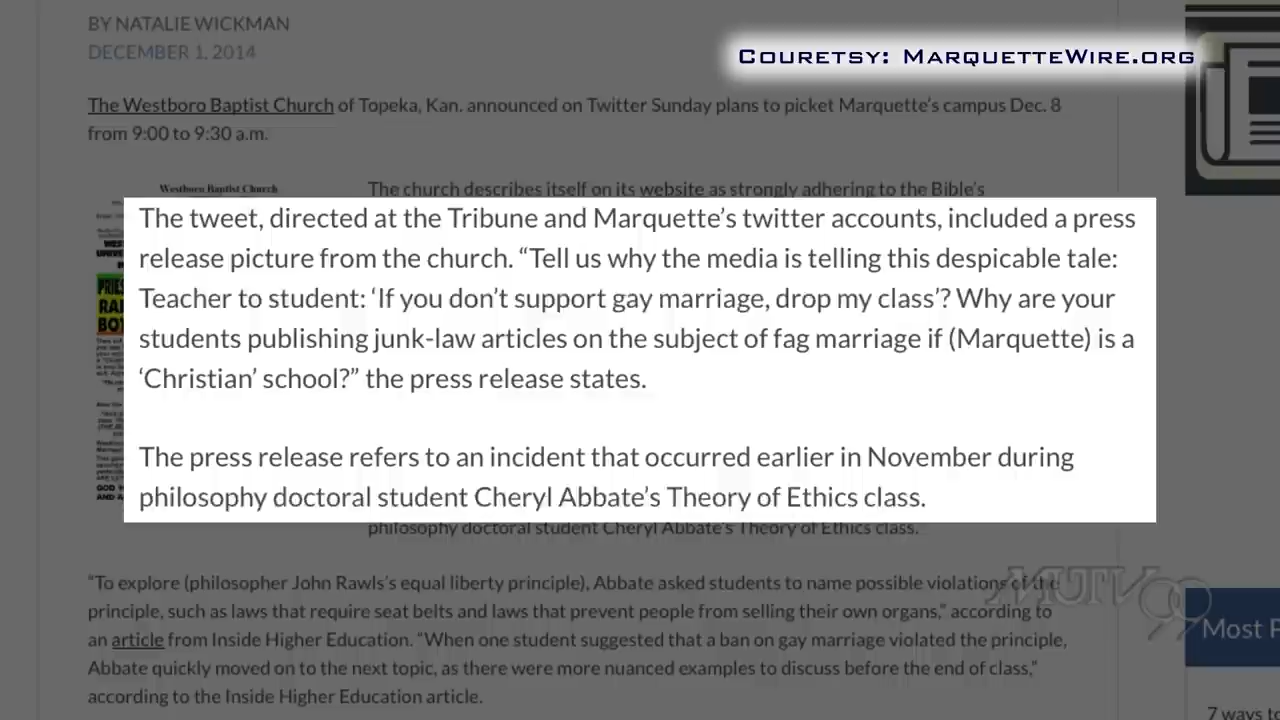 BY NATALIE WICKMAN
DECEMBER 1, 2014
COURETSY: MARQUETTEWIRE.ORG
The Westboro Baptist Church of Topeka, Kan. announced on Twitter Sunday plans to picket Marquette's campus Dec. 8
from 9:00 to 9:30 a.m.
Westboro Baptist Church
The church describes itself on its website as strongly adhering to the Bible's
The tweet, directed at the Tribune and Marquette's twitter accounts, included a press
release picture from the church. “Tell us why the media is telling this despicable tale:
Teacher to student: ‘If you don’t support gay marriage, drop my class’? Why are your
students publishing junk-law articles on the subject of fag marriage if (Marquette) is a
‘Christian’ school?” the press release states.
The press release refers to an incident that occurred earlier in November during
philosophy doctoral student Cheryl Abbate’s Theory of Ethics class.
philosophy doctoral student Cheryl Abbate's Theory of Ethics class.
“To explore (philosopher John Rawls’s equal liberty principle), Abbate asked students to name possible violations of the
principle, such as laws that require seat belts and laws that prevent people from selling their own organs,” according to
an article from Inside Higher Education. “When one student suggested that a ban on gay marriage violated the principle,
Abbate quickly moved on to the next topic, as there were more nuanced examples to discuss before the end of class,”
according to the Inside Higher Education article.
MUTV 99
Most P
7 ways to